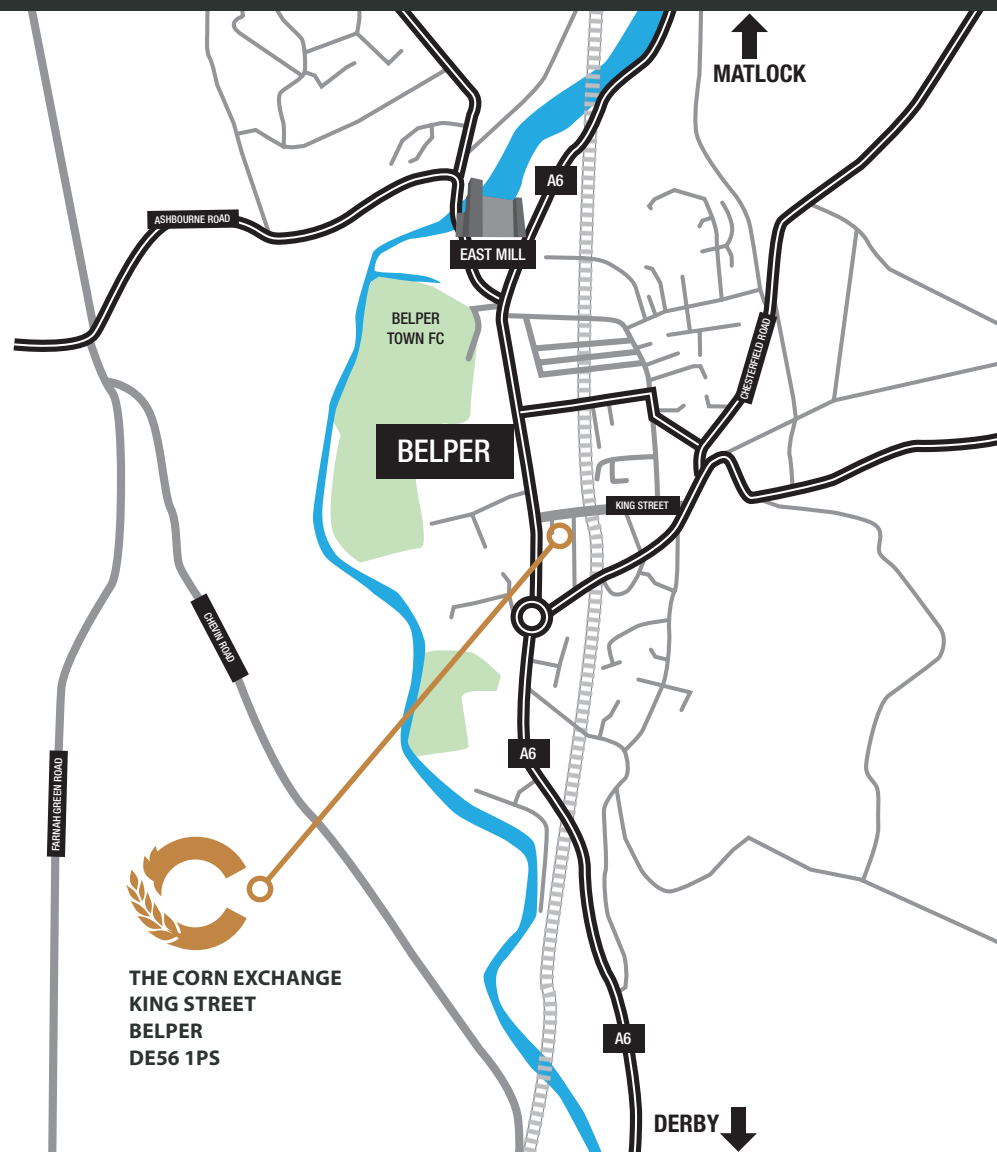 MATLOCK
A6
ASHBOURNE ROAD
EAST MILL
BELPER
TOWN FC
CHESTERFIELD ROAD
BELPER
KING STREET
CHEVIN ROAD
A6
FARNAH GREEN ROAD
THE CORN EXCHANGE
KING STREET
BELPER
DE56 1PS
A6
DERBY